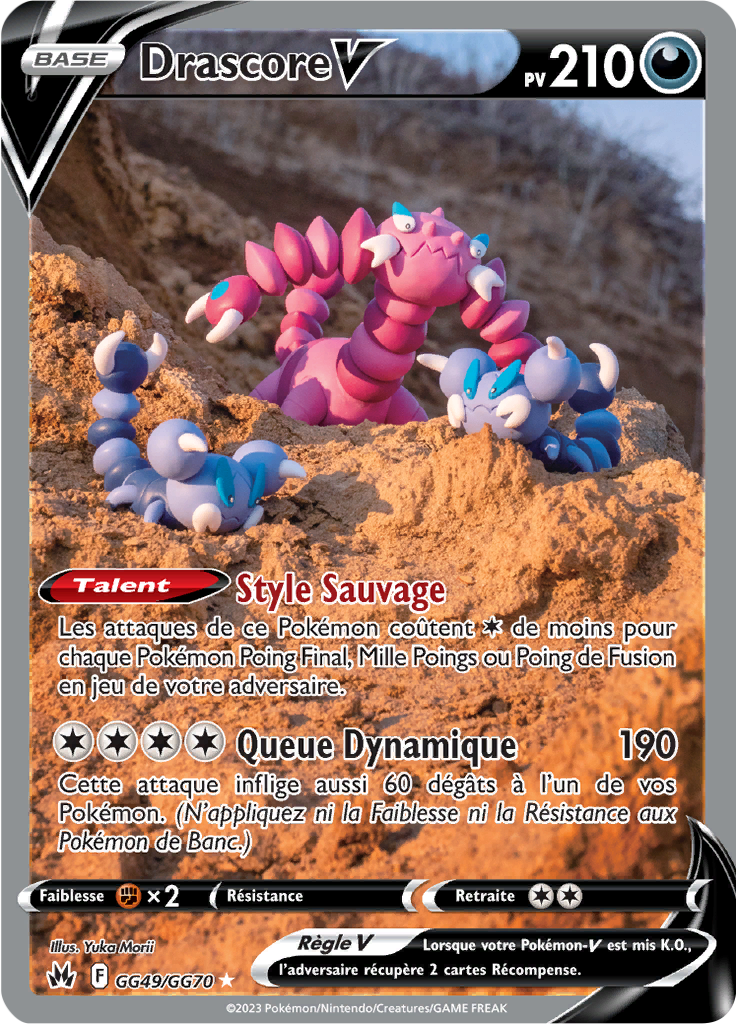 BASE Drascore V PV 210
Talent Style Sauvage
Les attaques de ce Pokémon coûtent de moins pour
chaque Pokémon Poing Final, Mille Poings ou Poing de Fusion
en jeu de votre adversaire.
Queue Dynamique 190
Cette attaque inflige aussi 60 dégâts à l'un de vos
Pokémon. (N'appliquez ni la Faiblesse ni la Résistance aux
Pokémon de Banc.)
Faiblesse ×2 Résistance Retraite
Illus. Yuka Morii
Règle V Lorsque votre Pokémon-V est mis K.O.,
l'adversaire récupère 2 cartes Récompense.
F GG49/GG70
©2023 Pokémon/Nintendo/Creatures/GAME FREAK